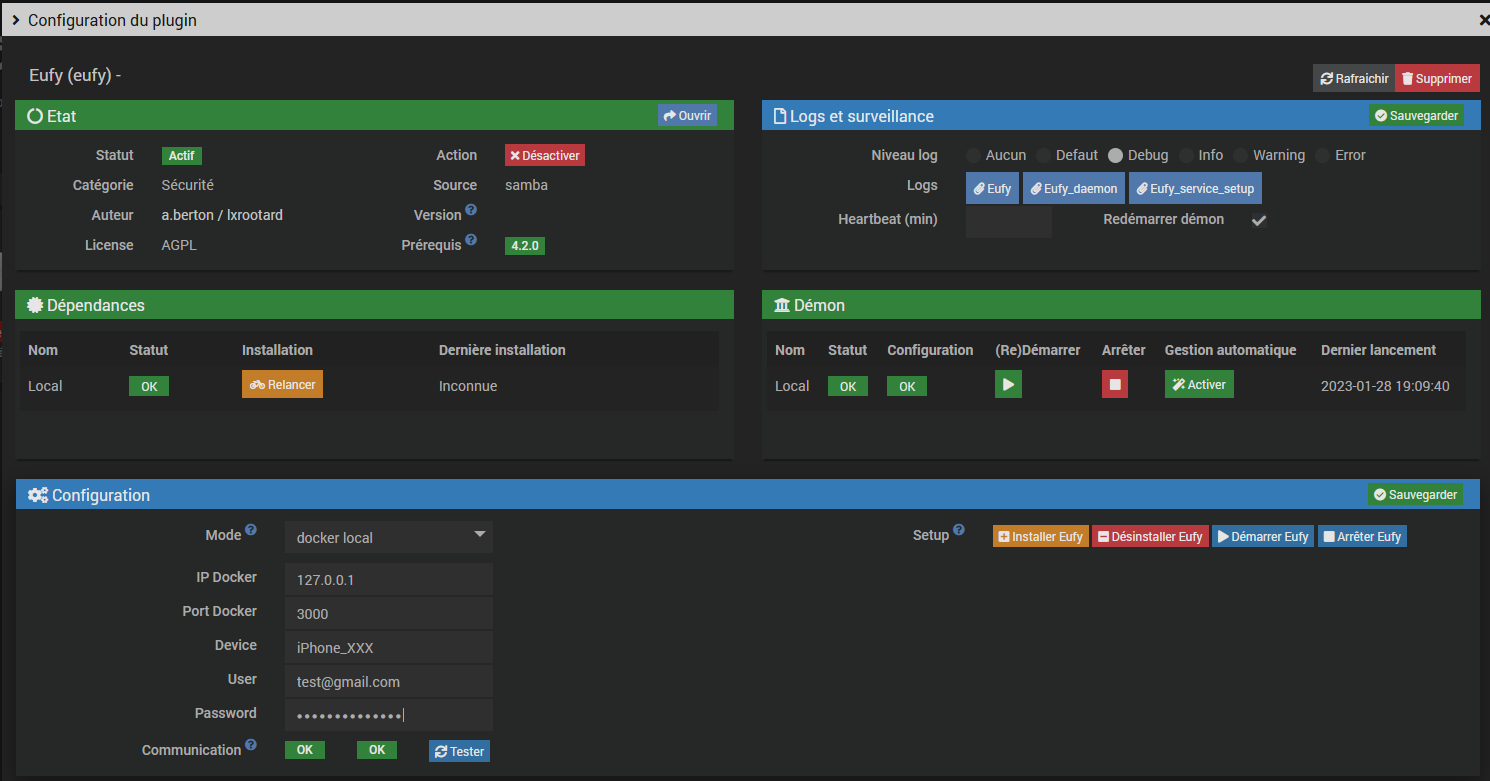 Configuration du plugin
Eufy (eufy) -
Rafraichir Supprimer
Etat
Ouvrir
Statut Actif Action Désactiver
Catégorie Sécurité Source samba
Auteur a.berton / lxrootard Version
License AGPL Prérequis 4.2.0
Logs et surveillance
Sauvegarder
Niveau log Aucun Defaut Debug Info Warning Error
Logs Eufy Eufy_daemon Eufy_service_setup
Heartbeat (min) Redémarrer démon
Dépendances
Nom Statut Installation Dernière installation
Local OK Relancer Inconnue
Démon
Nom Statut Configuration (Re)Démarrer Arrêter Gestion automatique Dernier lancement
Local OK OK Activer 2023-01-28 19:09:40
Configuration
Sauvegarder
Mode docker local
Setup Installer Eufy Désinstaller Eufy Démarrer Eufy Arrêter Eufy
IP Docker 127.0.0.1
Port Docker 3000
Device iPhone_XXX
User test@gmail.com
Password ••••••••••••••
Communication OK OK Tester